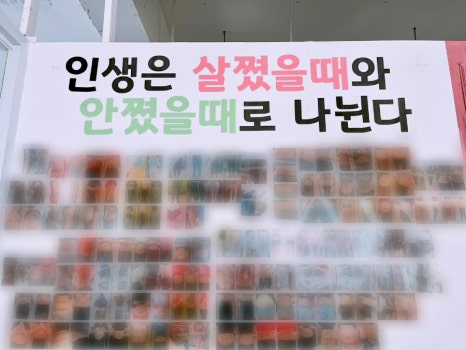 인생은 살쪘을때와
안쪘을때로 나뉜다